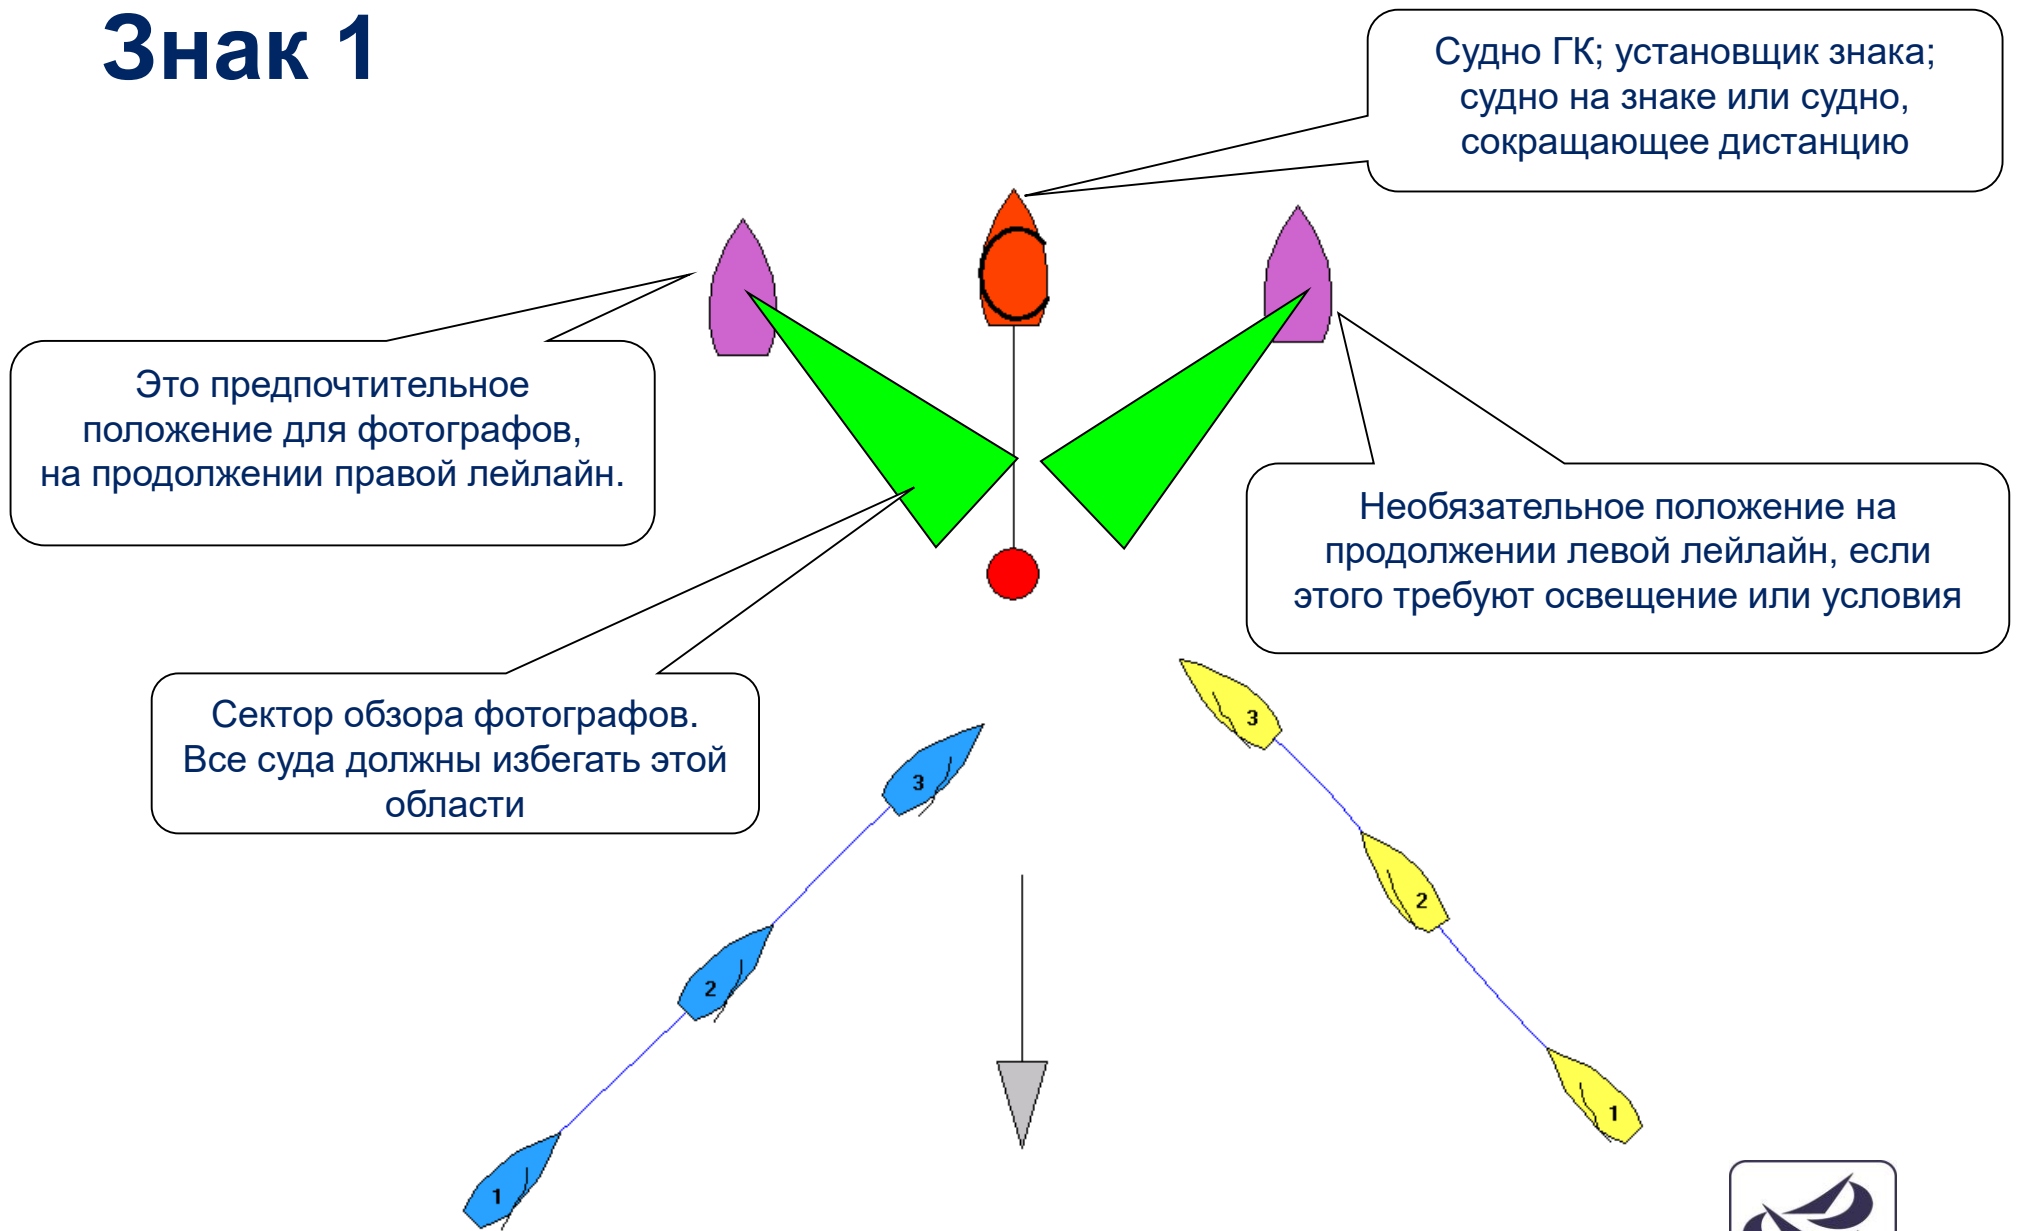 Знак 1
Судно ГК; установщик знака;
судно на знаке или судно,
сокращающее дистанцию
Это предпочтительное
положение для фотографов,
на продолжении правой лейлайн.
Необязательное положение на
продолжении левой лейлайн, если
этого требуют освещение или условия
Сектор обзора фотографов.
Все суда должны избегать этой
области
3
3
2
2
1
1